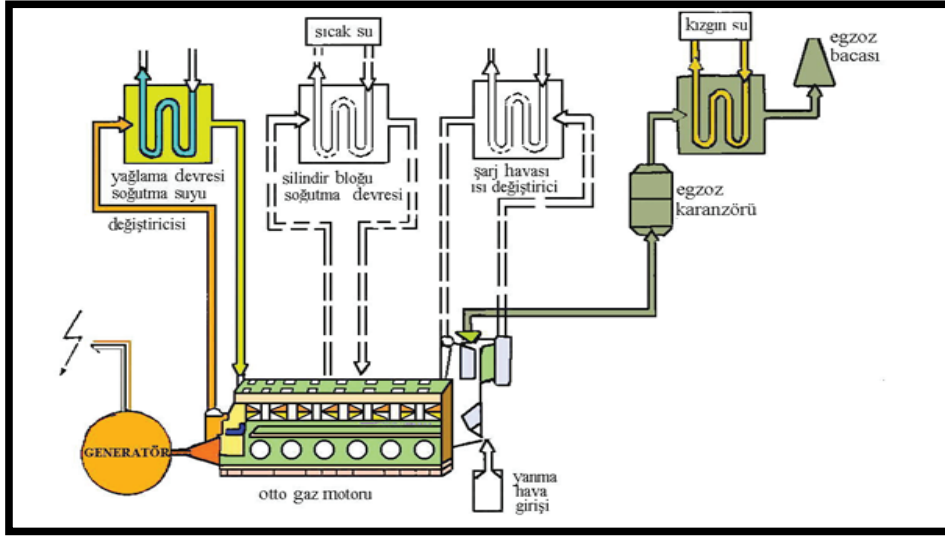 sıcak su
kızgın su
egzoz
bacası
yağlama devresi
soğutma suyu
değiştiricisi
silindir bloğu
soğutma devresi
şarj havası
ısı değiştirici
egzoz
karanzörü
GENERATÖR
otto gaz motoru
yanma
hava
girişi